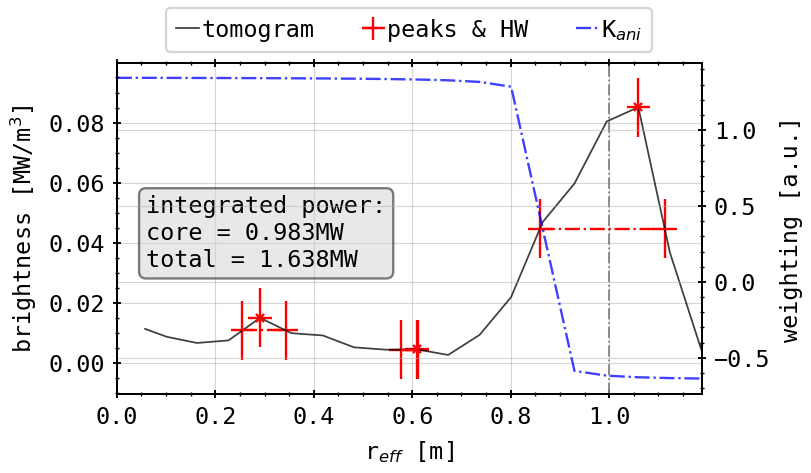 tomogram peaks & HW K_ani
brightness [MW/m³]
0.08
0.06
0.04
0.02
0.00
integrated power:
core = 0.983MW
total = 1.638MW
1.0
0.5
0.0
−0.5
weighting [a.u.]
0.0 0.2 0.4 0.6 0.8 1.0
r_eff [m]